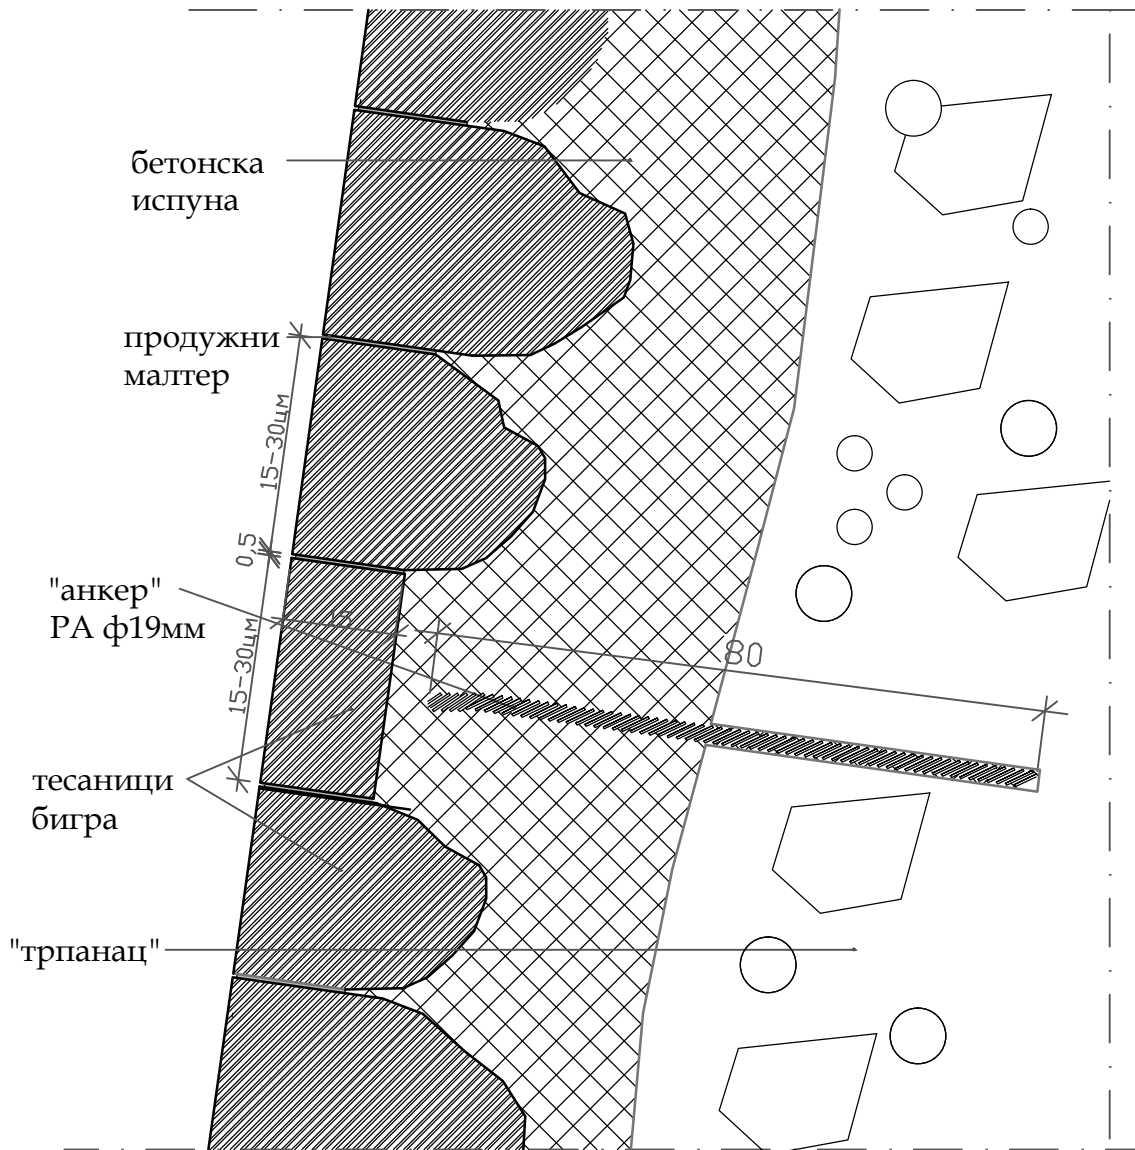 бетонска
испуна
продужни
малтер
15-30цм
0,5
"анкер"
РА ф19мм
15
80
15-30цм
тесаници
бигра
"трпанац"